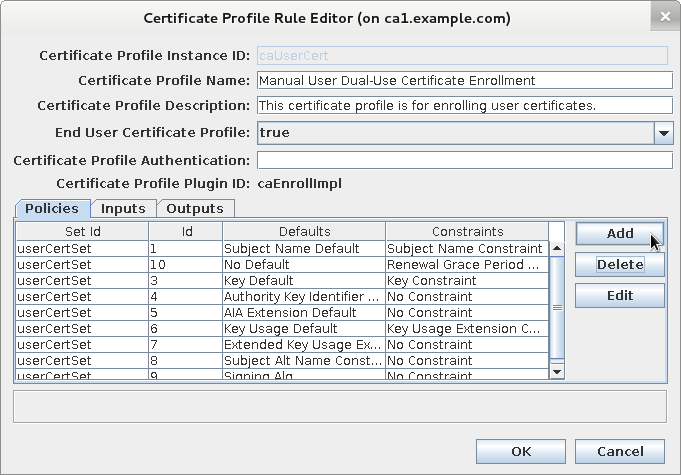 Certificate Profile Rule Editor (on ca1.example.com)
Certificate Profile Instance ID: caUserCert
Certificate Profile Name: Manual User Dual-Use Certificate Enrollment
Certificate Profile Description: This certificate profile is for enrolling user certificates.
End User Certificate Profile: true
Certificate Profile Authentication:
Certificate Profile Plugin ID: caEnrollImpl
Policies Inputs Outputs
Set Id Id Defaults Constraints
userCertSet 1 Subject Name Default Subject Name Constraint
userCertSet 10 No Default Renewal Grace Period ...
userCertSet 3 Key Default Key Constraint
userCertSet 4 Authority Key Identifier ... No Constraint
userCertSet 5 AIA Extension Default No Constraint
userCertSet 6 Key Usage Default Key Usage Extension C...
userCertSet 7 Extended Key Usage Ex... No Constraint
userCertSet 8 Subject Alt Name Const... No Constraint
userCertSet 9 Signing Alg No Constraint
Add
Delete
Edit
OK Cancel